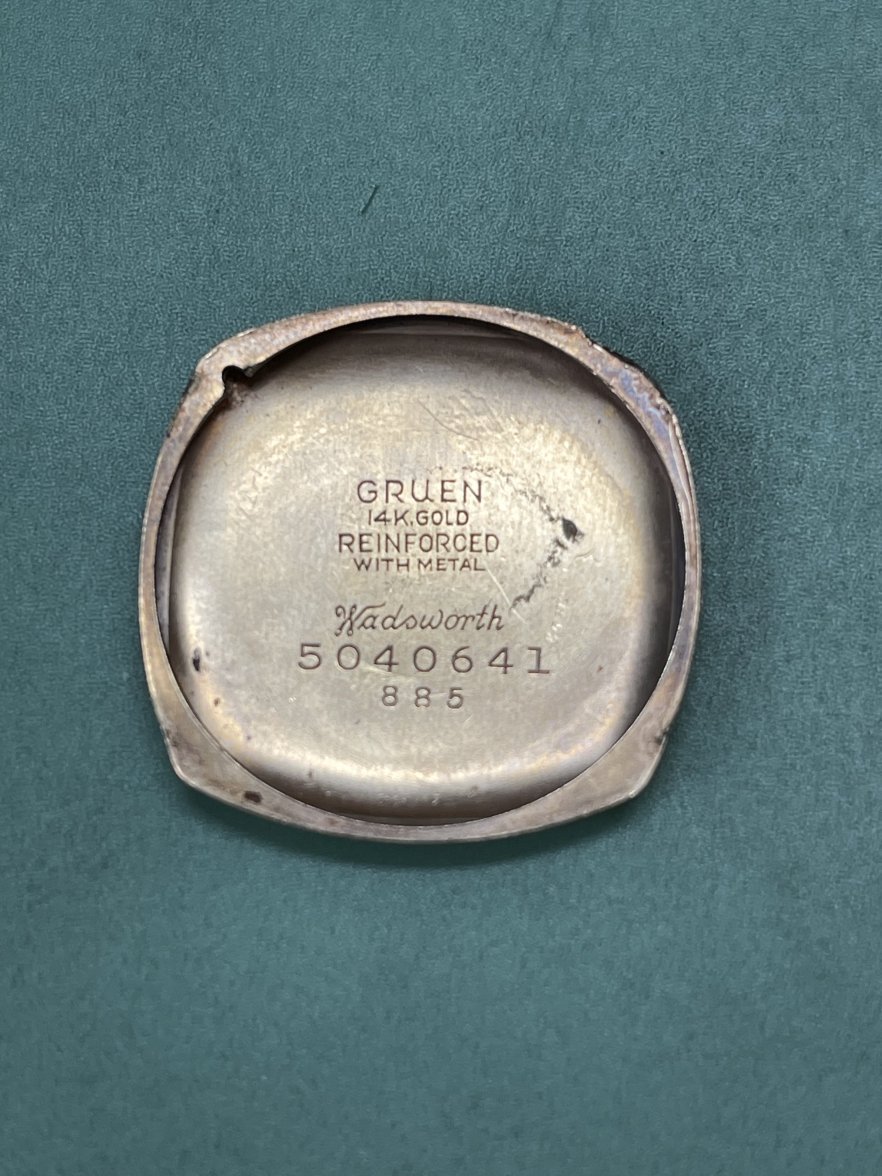 GRUEN
14K.GOLD
REINFORCED
WITH METAL
Wadsworth
5040641
885